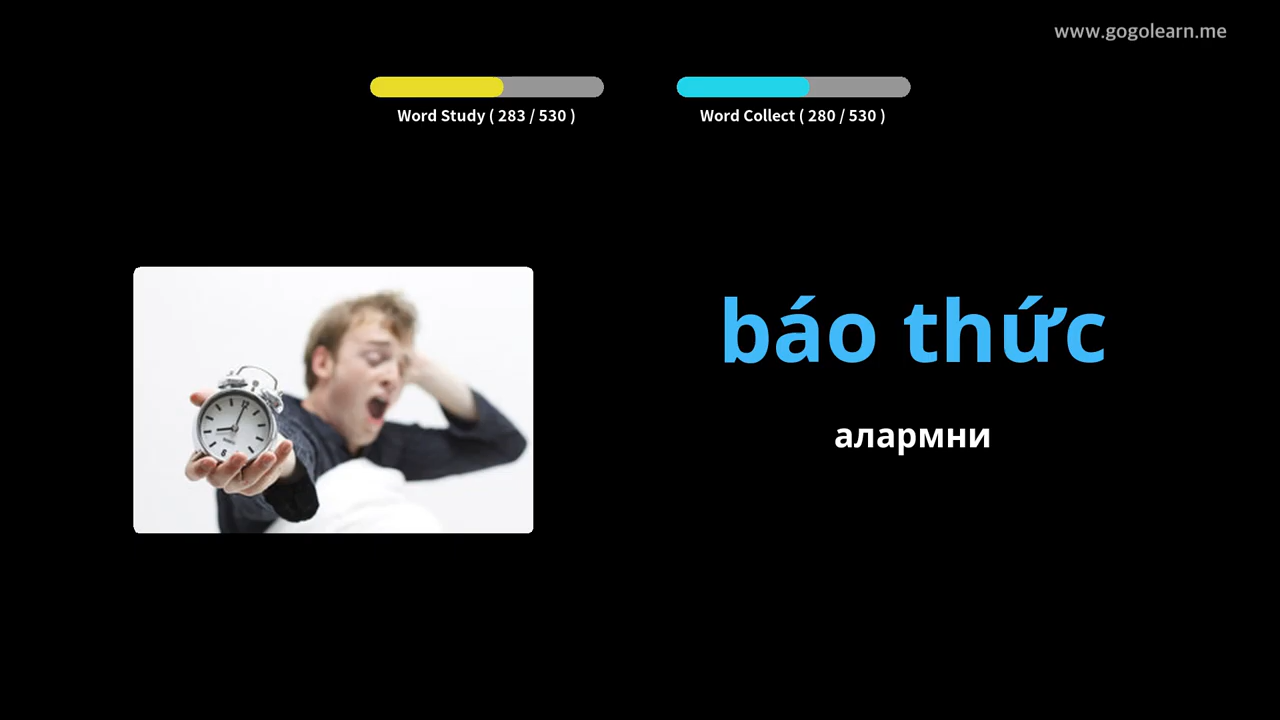 www.gogolearn.me
Word Study ( 283 / 530 )
Word Collect ( 280 / 530 )
báo thức
алармни